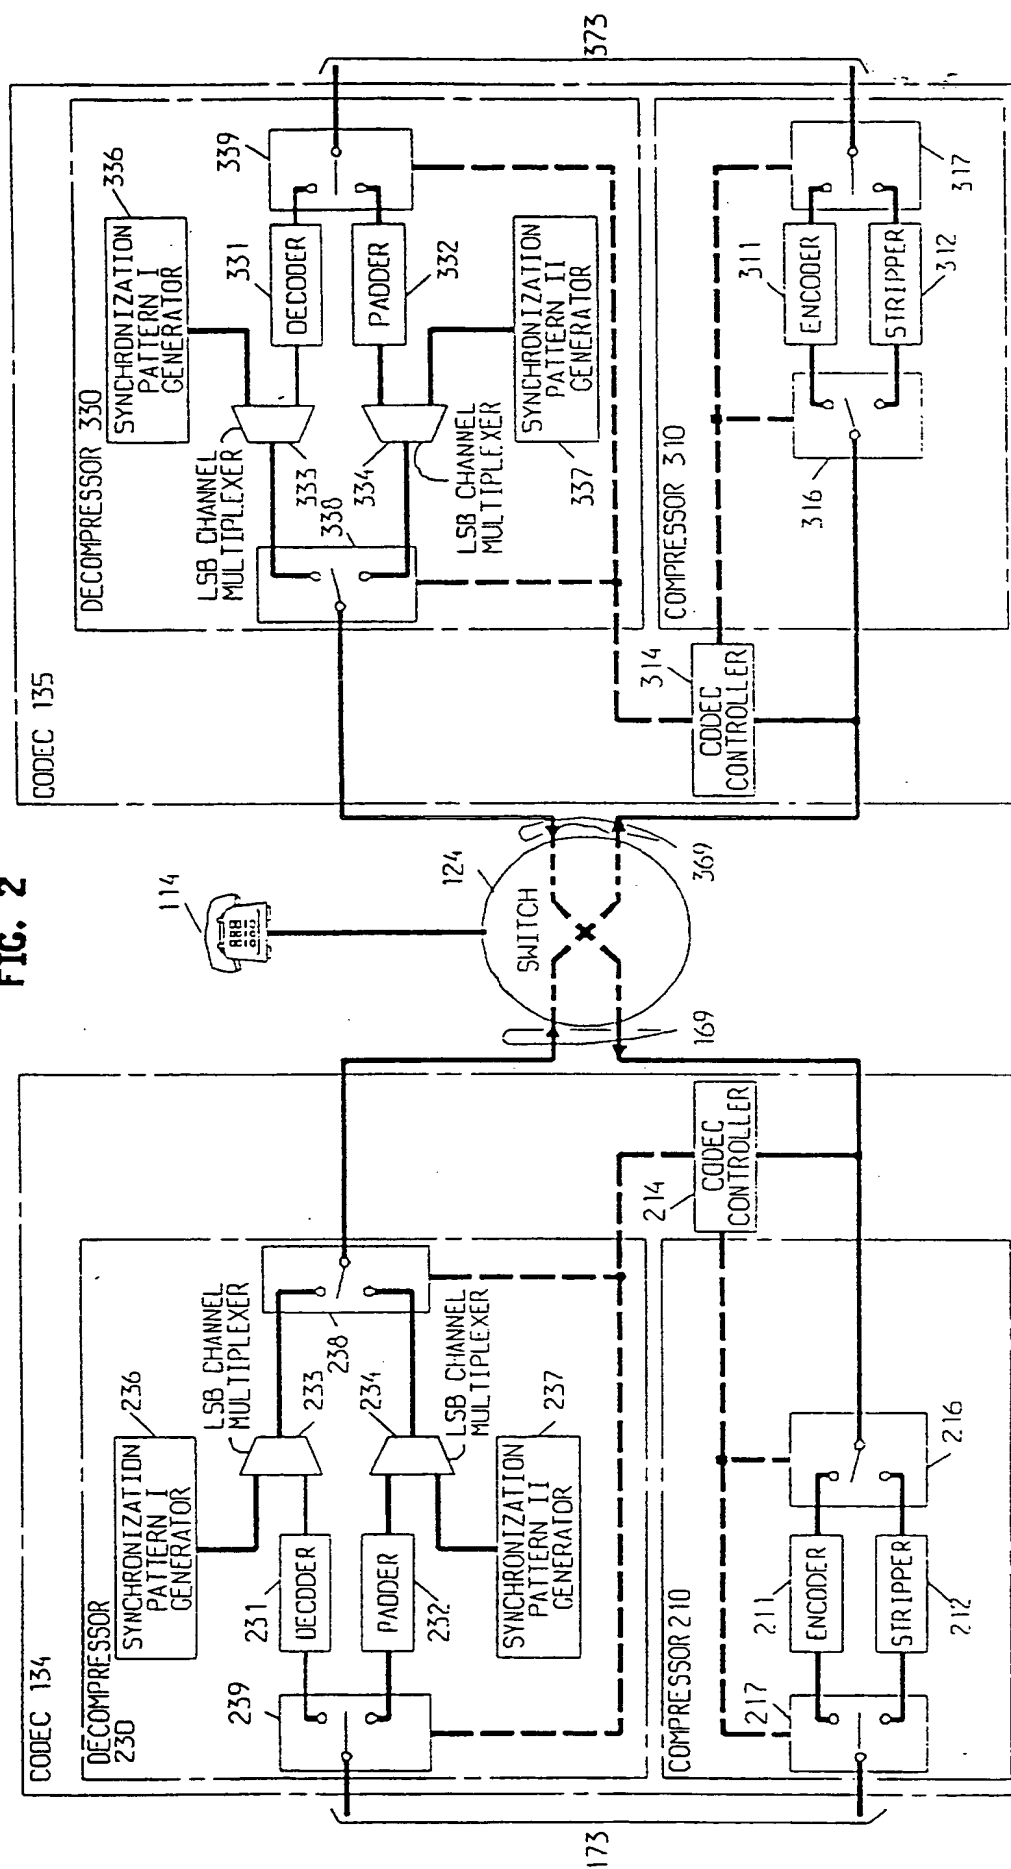 FIG. 2
CODEC 134
DECOMPRESSOR
230
SYNCHRONIZATION
PATTERN I
GENERATOR
236
LSB CHANNEL
MULTIPLEXER
239
231
DECODER
233
238
PADDER
232
234
LSB CHANNEL
MULTIPLEXER
SYNCHRONIZATION
PATTERN II
GENERATOR
237
173
214
CODEC
CONTROLLER
COMPRESSOR 210
217
211
ENCODER
216
STRIPPER
212
114
SWITCH
124
169
369
CODEC 135
DECOMPRESSOR 330
SYNCHRONIZATION
PATTERN I
GENERATOR
336
LSB CHANNEL
MULTIPLEXER
333
331
DECODER
339
338
334
PADDER
332
LSB CHANNEL
MULTIPLEXER
SYNCHRONIZATION
PATTERN II
GENERATOR
337
373
314
CODEC
CONTROLLER
COMPRESSOR 310
316
311
ENCODER
317
STRIPPER
312